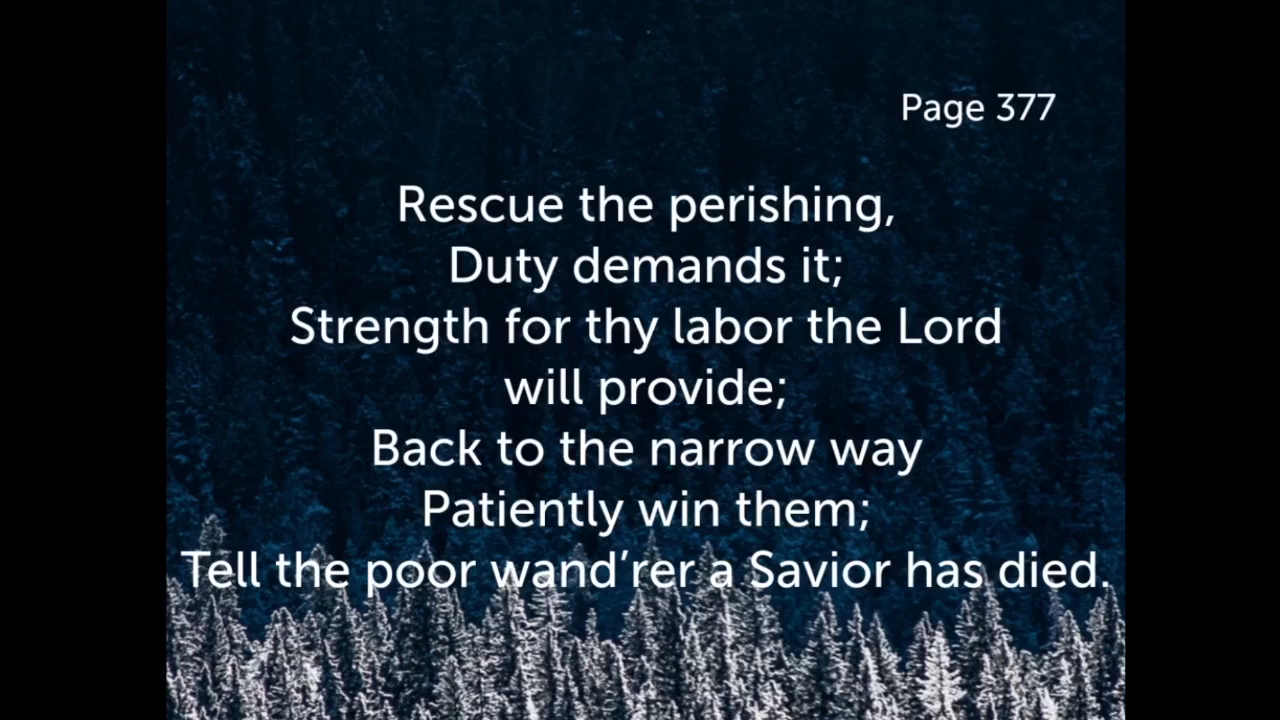 Page 377
Rescue the perishing,
Duty demands it;
Strength for thy labor the Lord
will provide;
Back to the narrow way
Patiently win them;
Tell the poor wand’rer a Savior has died.